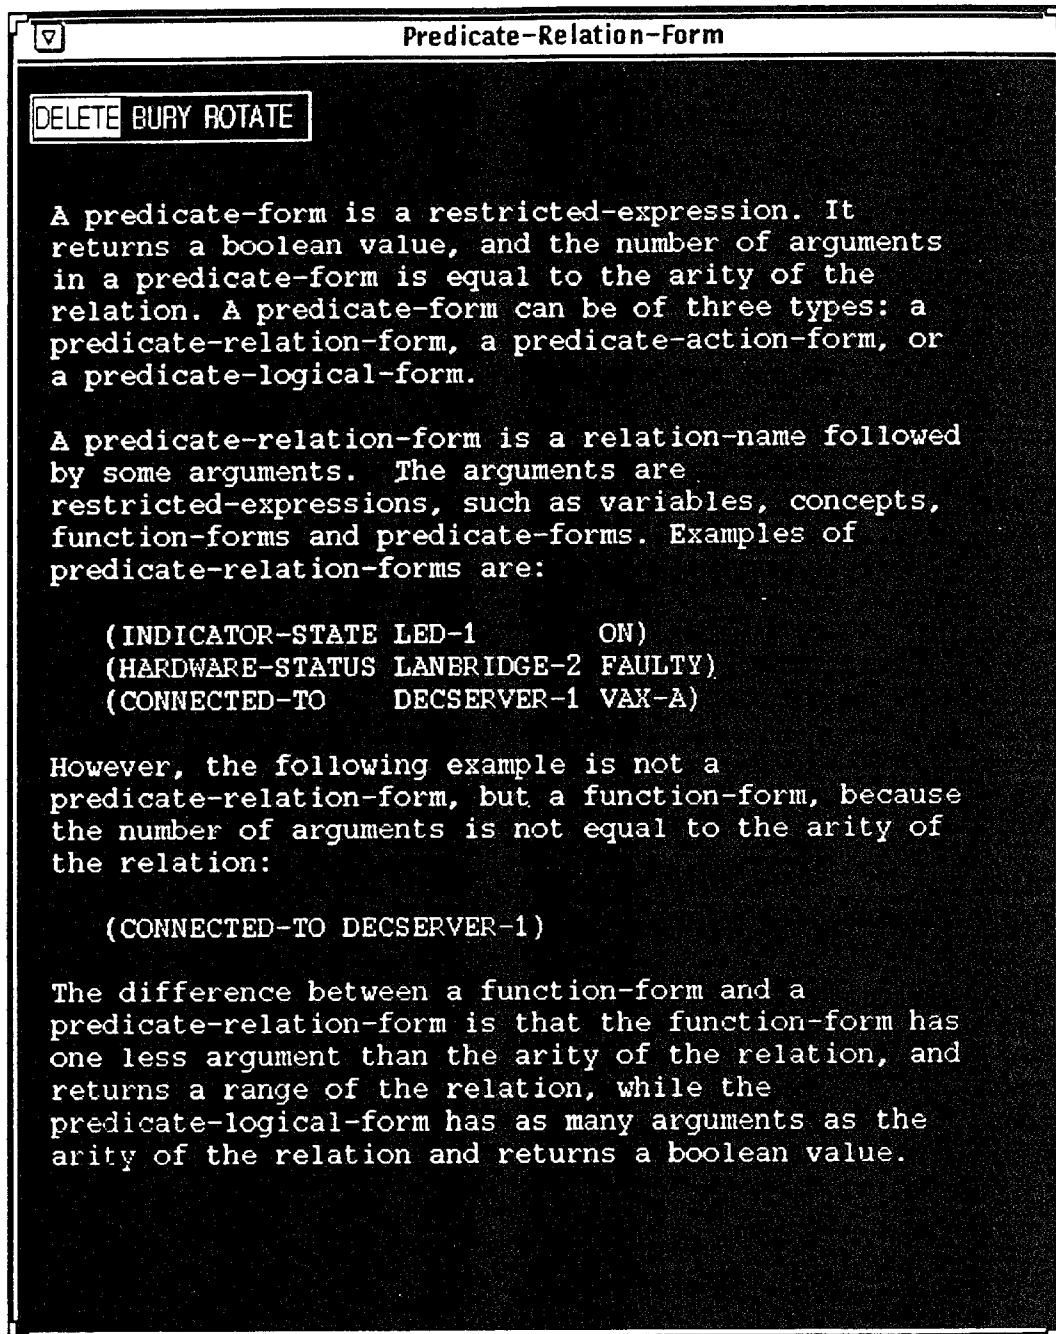 Predicate-Relation-Form
DELETE BURY ROTATE
A predicate-form is a restricted-expression. It
returns a boolean value, and the number of arguments
in a predicate-form is equal to the arity of the
relation. A predicate-form can be of three types: a
predicate-relation-form, a predicate-action-form, or
a predicate-logical-form.
A predicate-relation-form is a relation-name followed
by some arguments.  The arguments are
restricted-expressions, such as variables, concepts,
function-forms and predicate-forms. Examples of
predicate-relation-forms are:
(INDICATOR-STATE LED-1        ON)
(HARDWARE-STATUS LANBRIDGE-2 FAULTY)
(CONNECTED-TO    DECSERVER-1 VAX-A)
However, the following example is not a
predicate-relation-form, but a function-form, because
the number of arguments is not equal to the arity of
the relation:
(CONNECTED-TO DECSERVER-1)
The difference between a function-form and a
predicate-relation-form is that the function-form has
one less argument than the arity of the relation, and
returns a range of the relation, while the
predicate-logical-form has as many arguments as the
arity of the relation and returns a boolean value.